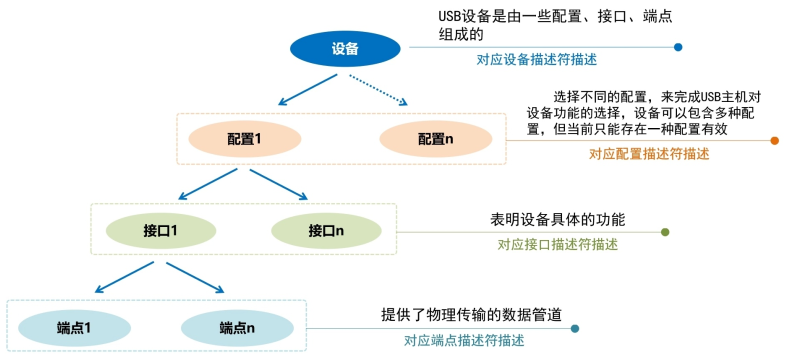 USB设备是由一些配置、接口、端点
组成的
设备
对应设备描述符描述
选择不同的配置，来完成USB主机对
设备功能的选择，设备可以包含多种配
置，但当前只能存在一种配置有效
配置1
配置n
对应配置描述符描述
接口1
接口n
表明设备具体的功能
对应接口描述符描述
端点1
端点n
提供了物理传输的数据管道
对应端点描述符描述